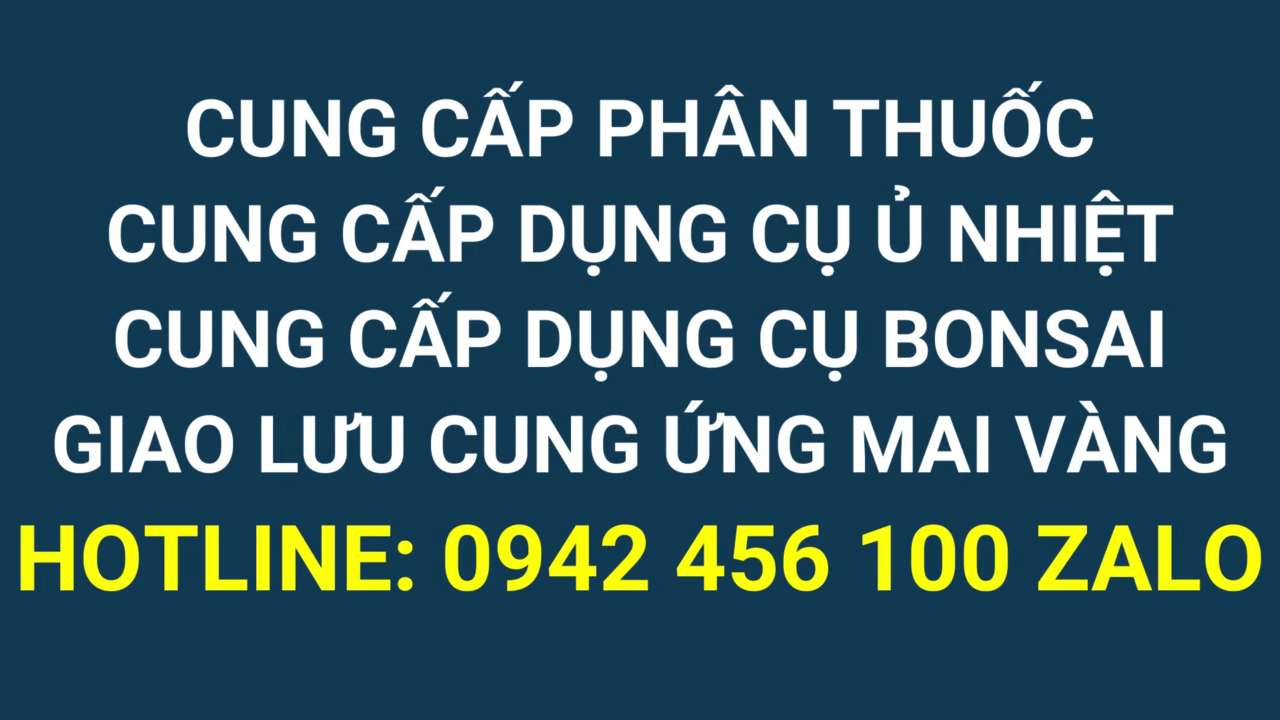 CUNG CẤP PHÂN THUỐC
CUNG CẤP DỤNG CỤ Ủ NHIỆT
CUNG CẤP DỤNG CỤ BONSAI
GIAO LƯU CUNG ỨNG MAI VÀNG
HOTLINE: 0942 456 100 ZALO